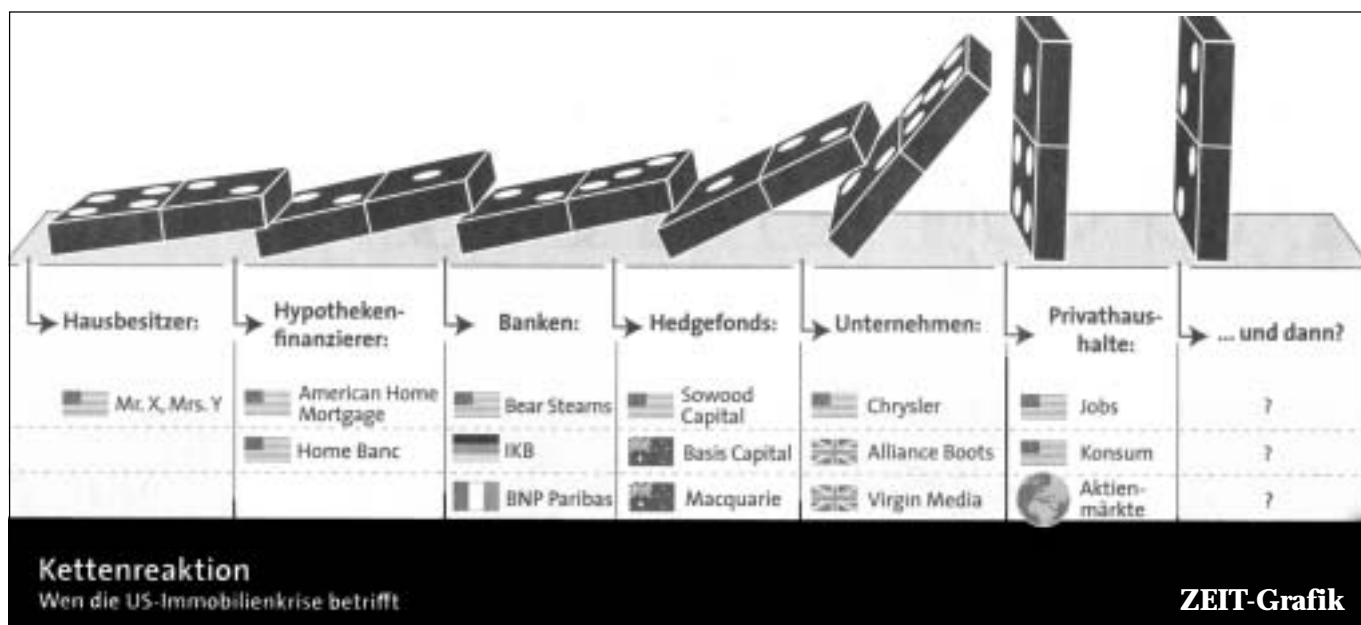 Hausbesitzer:
Hypotheken-
finanzierer:
Banken:
Hedgefonds:
Unternehmen:
Privathaus-
halte:
... und dann?
Mr. X, Mrs. Y
American Home
Mortgage
Bear Stearns
Sowood
Capital
Chrysler
Jobs
?
Home Banc
IKB
Basis Capital
Alliance Boots
Konsum
?
BNP Paribas
Macquarie
Virgin Media
Aktien-
märkte
?
Kettenreaktion
Wen die US-Immobilienkrise betrifft
ZEIT-Grafik